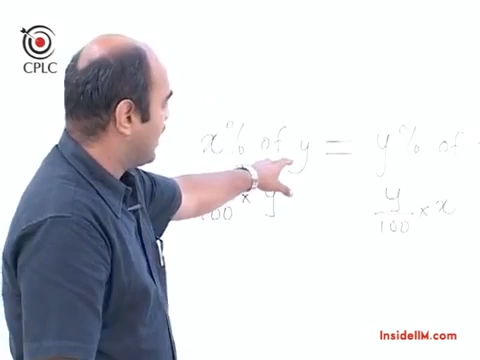 CPLC
x% of y = y% of
100 × y
y/100 × x
InsideIIM.com